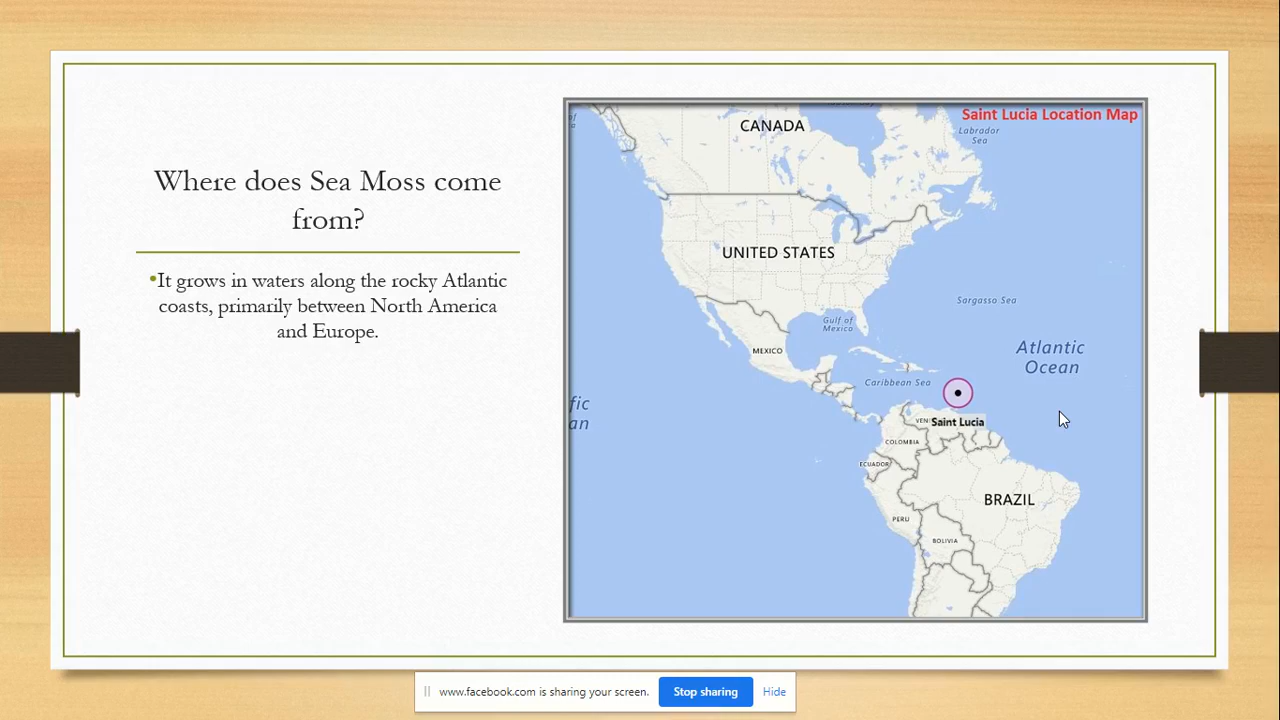 Where does Sea Moss come
from?
•It grows in waters along the rocky Atlantic
coasts, primarily between North America
and Europe.
Saint Lucia Location Map
CANADA
Labrador
Sea
UNITED STATES
Sargasso Sea
Gulf of
Mexico
MEXICO
Atlantic
Ocean
Caribbean Sea
fic
an
VEN
Saint Lucia
COLOMBIA
ECUADOR
BRAZIL
PERU
BOLIVIA
www.facebook.com is sharing your screen.
Stop sharing
Hide